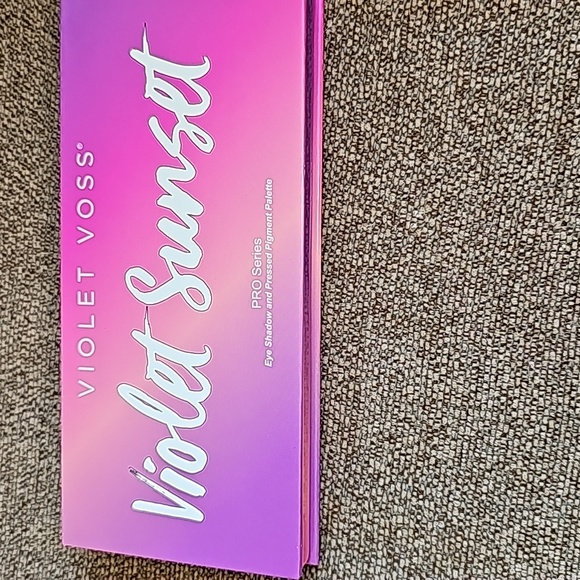 VIOLET VOSS®
Violet Sunset
PRO Series
Eye Shadow and Pressed Pigment Palette